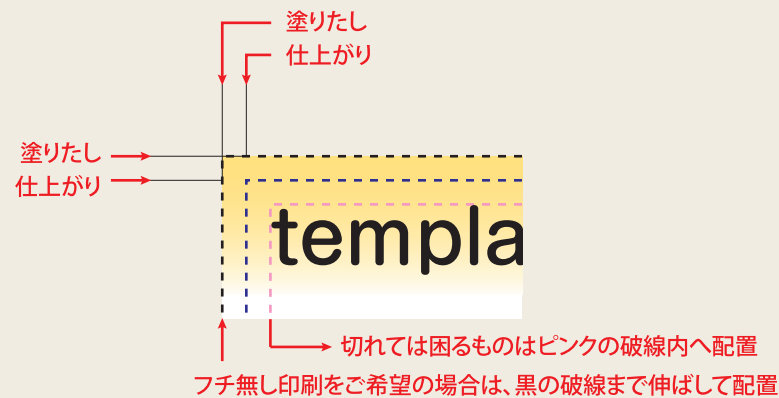 塗りたし
仕上がり
塗りたし
仕上がり
templa
切れては困るものはピンクの破線内へ配置
フチ無し印刷をご希望の場合は、黒の破線まで伸ばして配置